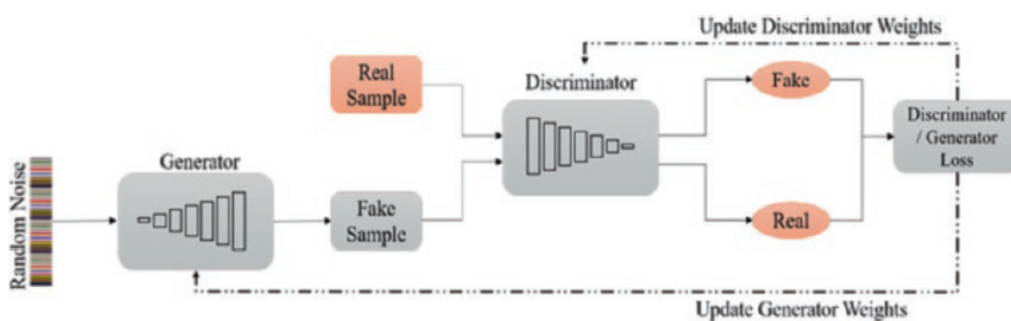 Update Discriminator Weights
Real
Sample
Discriminator
Fake
Discriminator
/ Generator
Loss
Generator
Random Noise
Fake
Sample
Real
Update Generator Weights